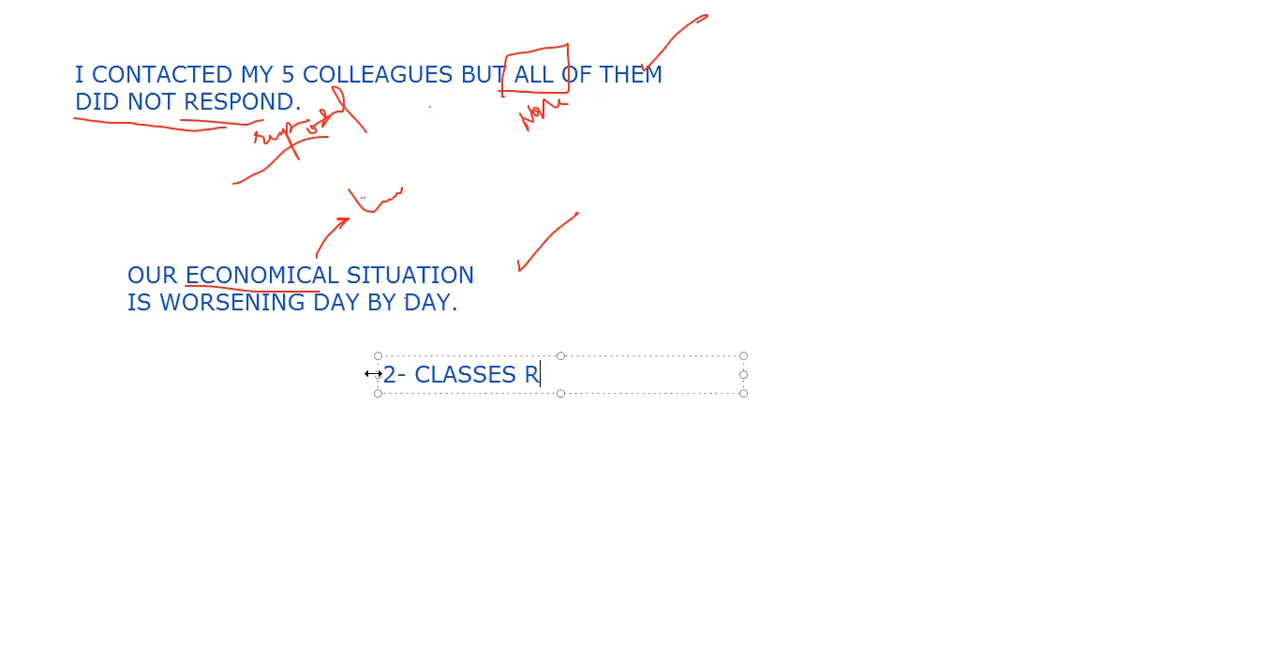 I CONTACTED MY 5 COLLEAGUES BUT ALL OF THEM
DID NOT RESPOND.
None
OUR ECONOMICAL SITUATION
IS WORSENING DAY BY DAY.
2- CLASSES R